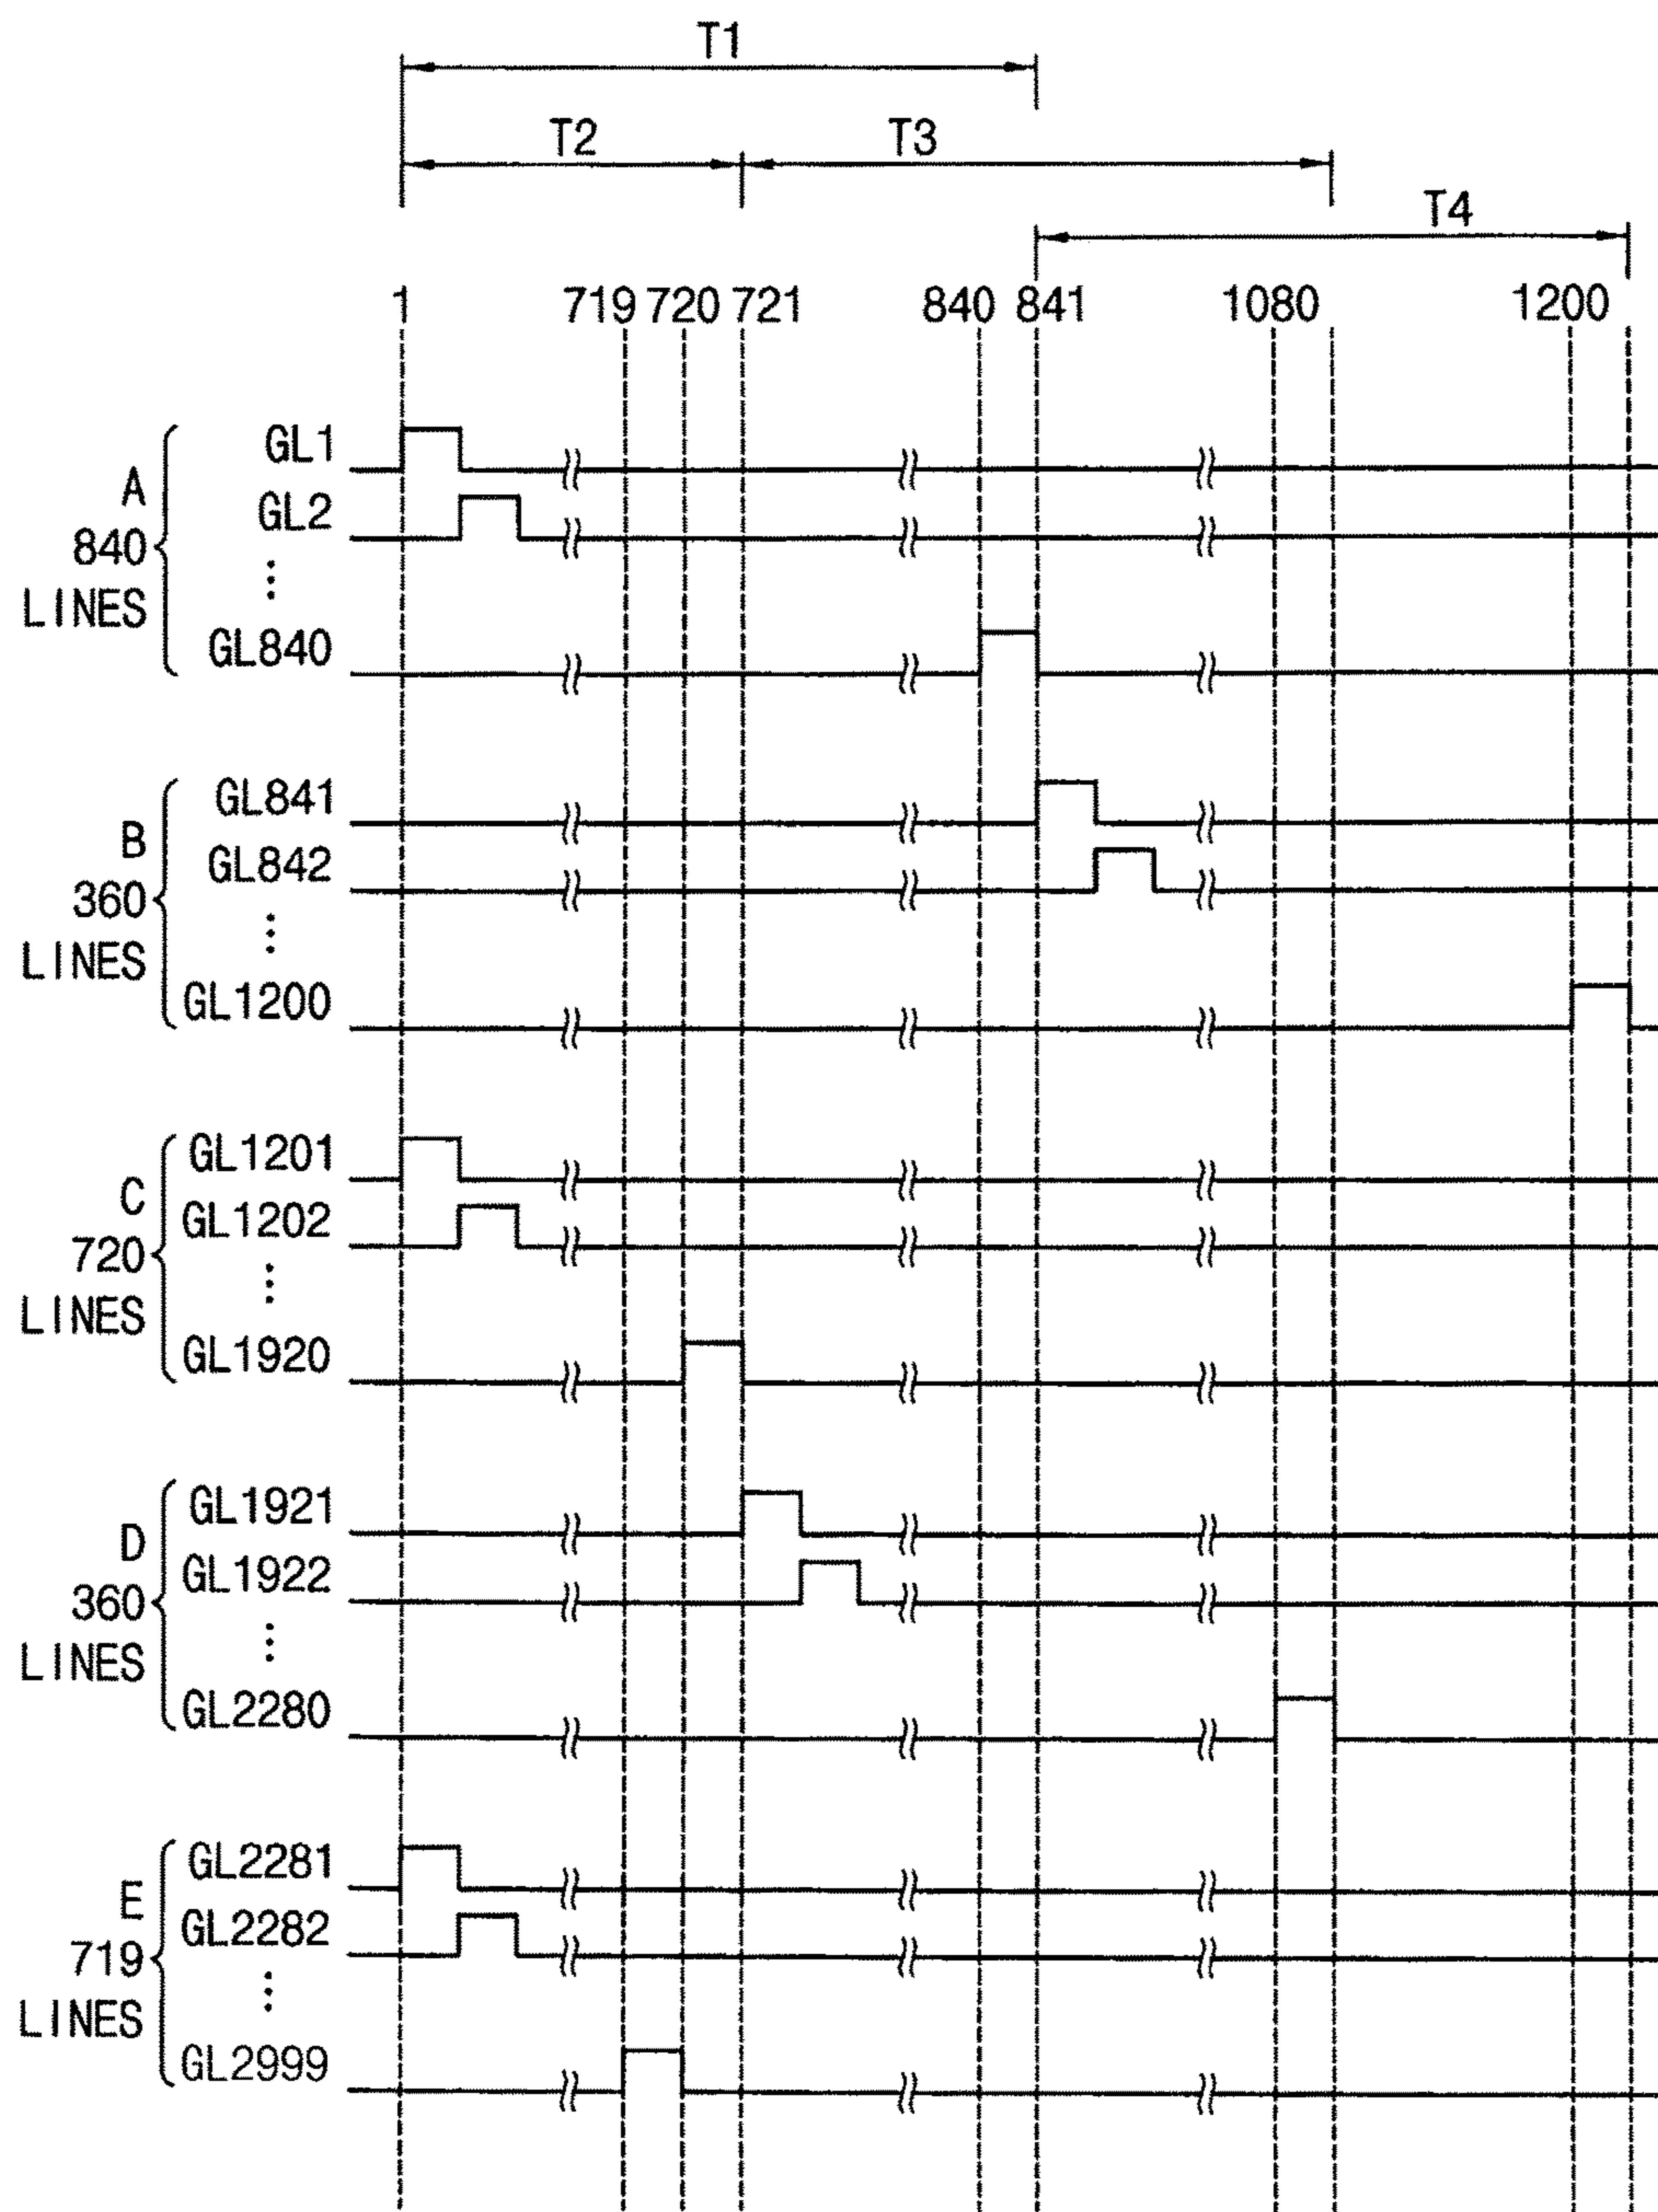 T1
T2 T3
T4
1 719 720 721 840 841 1080 1200
GL1
A
GL2
840
⋮
LINES
GL840
GL841
B
GL842
360
⋮
LINES
GL1200
GL1201
C
GL1202
720
⋮
LINES
GL1920
GL1921
D
GL1922
360
⋮
LINES
GL2280
GL2281
E
GL2282
719
⋮
LINES
GL2999